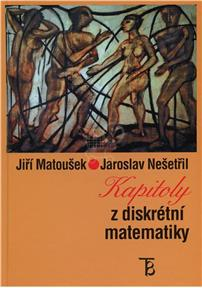 Jiří Matoušek Jaroslav Nešetřil
Kapitoly
z diskrétní
matematiky